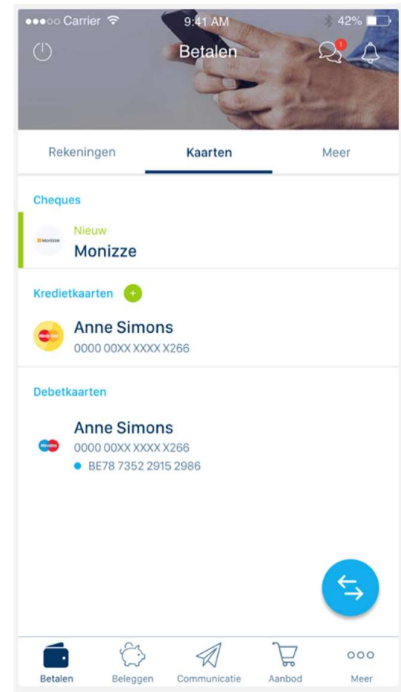 Carrier 9:41 AM 42%
Betalen
1
Rekeningen Kaarten Meer
Cheques
Nieuw
Monizze
Kredietkaarten +
Anne Simons
0000 00XX XXXX X266
Debetkaarten
Anne Simons
0000 00XX XXXX X266
BE78 7352 2915 2986
Betalen Beleggen Communicatie Aanbod Meer